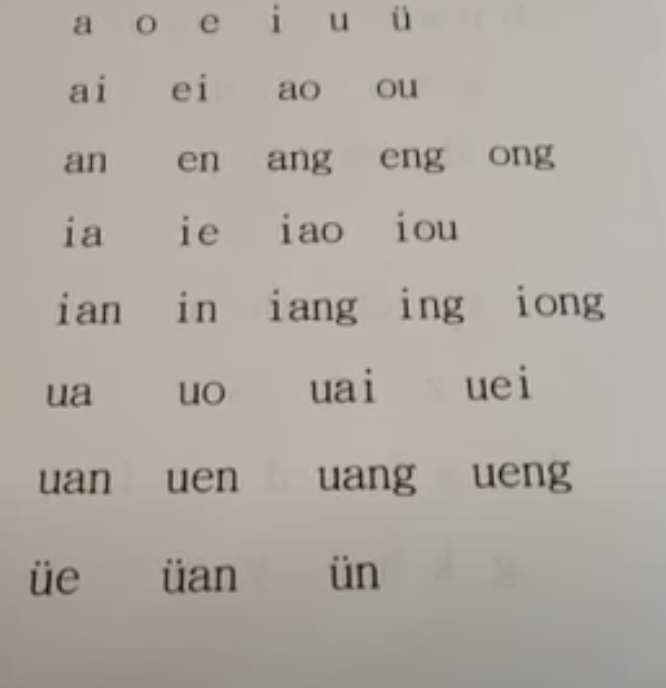 a o e i u ü
ai ei ao ou
an en ang eng ong
ia ie iao iou
ian in iang ing iong
ua uo uai uei
uan uen uang ueng
üe üan ün